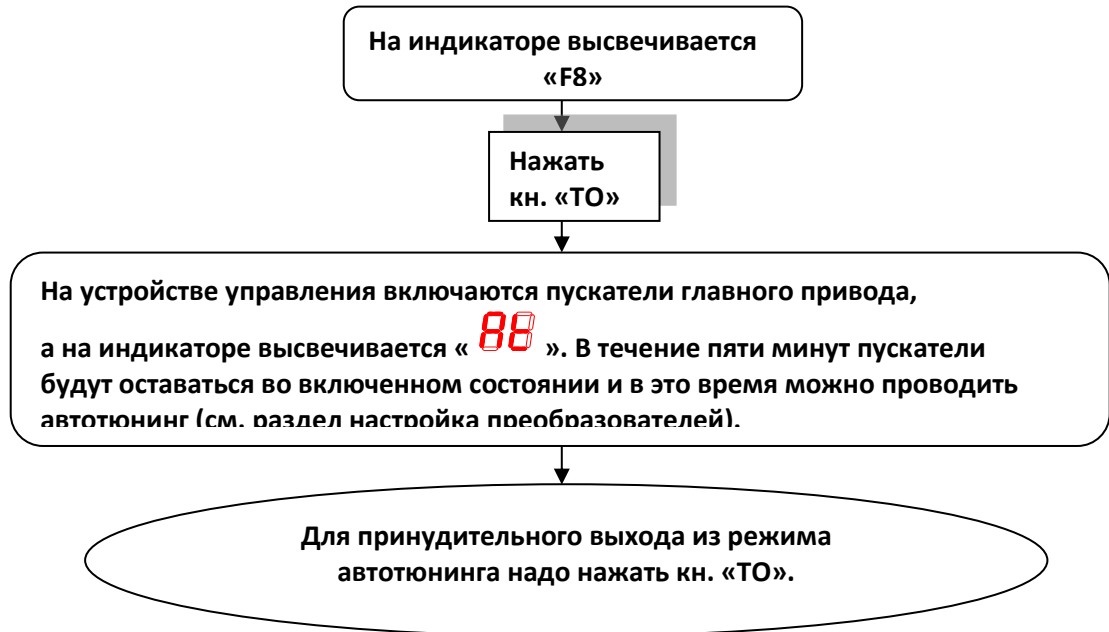 На индикаторе высвечивается
«F8»
Нажать
кн. «ТО»
На устройстве управления включаются пускатели главного привода,
а на индикаторе высвечивается « At ». В течение пяти минут пускатели
будут оставаться во включенном состоянии и в это время можно проводить
автотюнинг (см. раздел настройка преобразователей).
Для принудительного выхода из режима
автотюнинга надо нажать кн. «ТО».